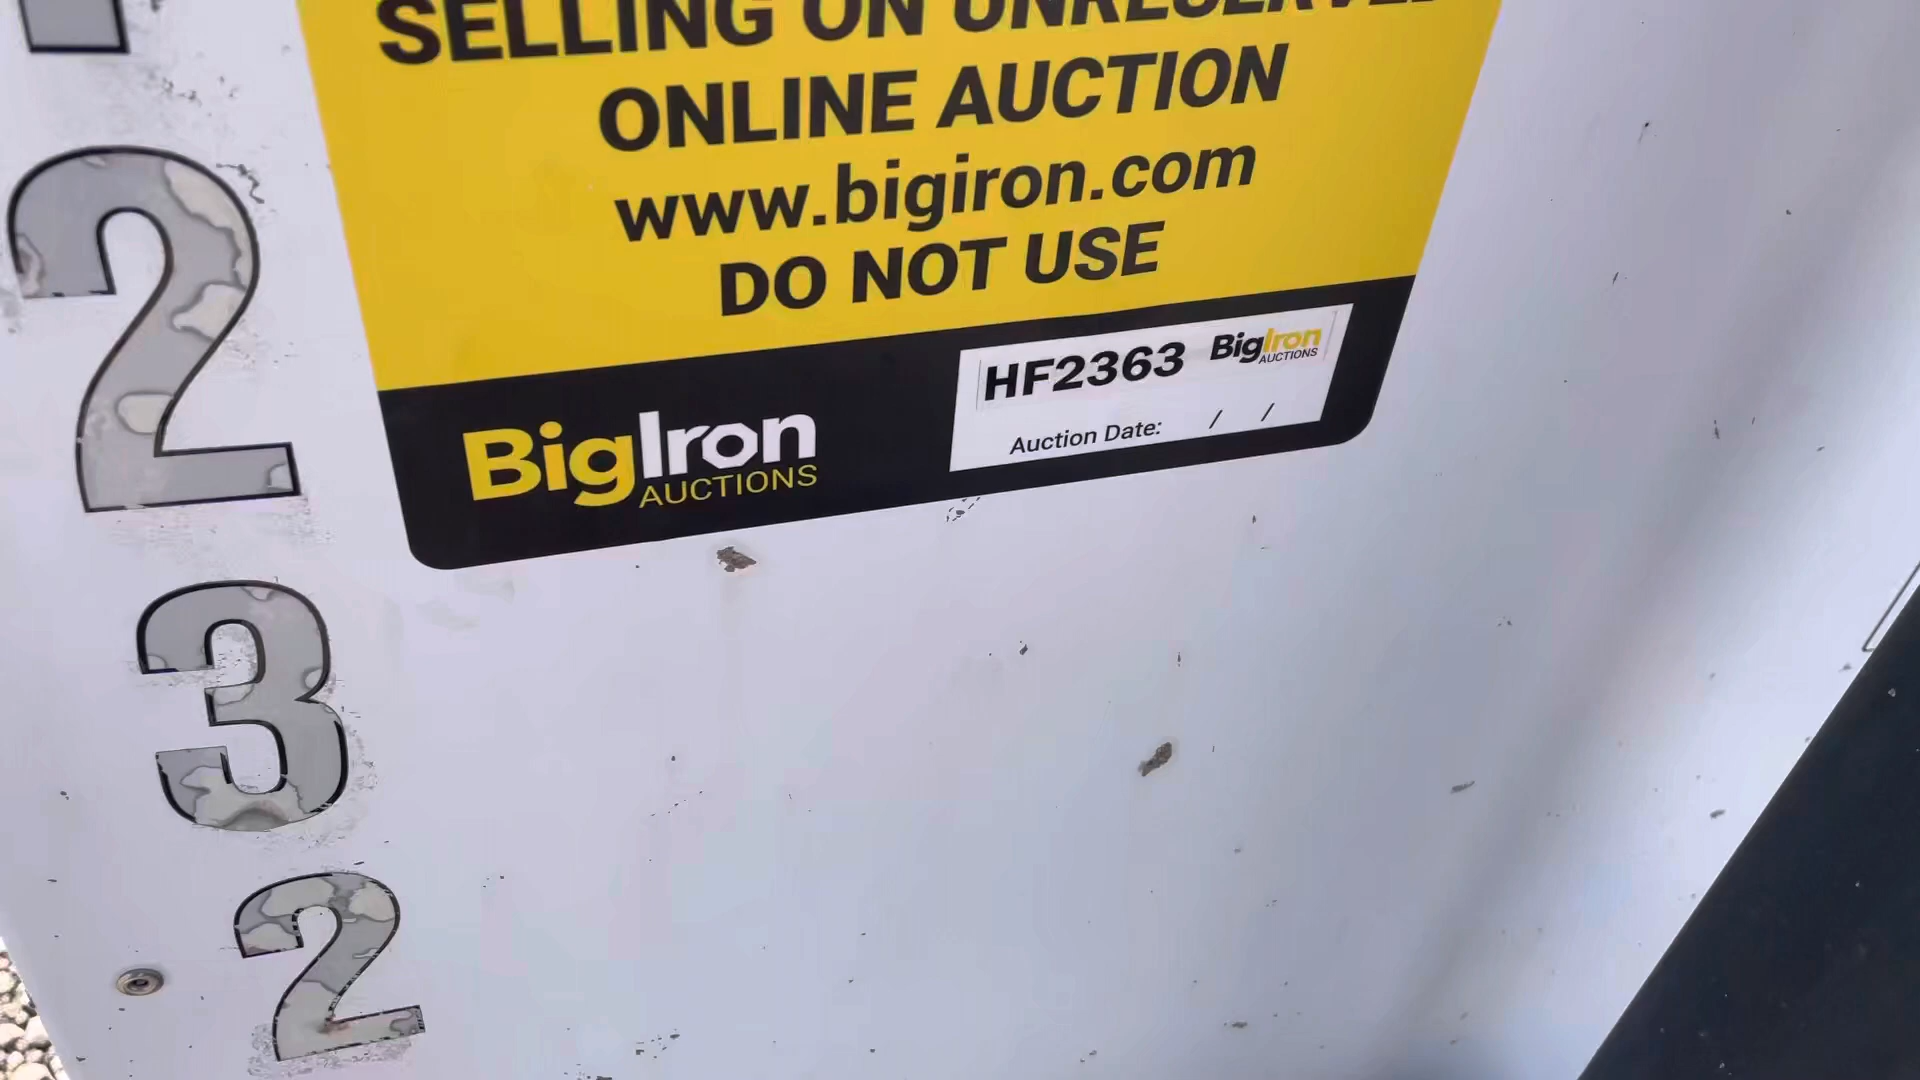 SELLING ON UNRESERVED
ONLINE AUCTION
www.bigiron.com
DO NOT USE
HF2363 BigIron AUCTIONS
Auction Date: / /
BigIron
AUCTIONS
2
3
2